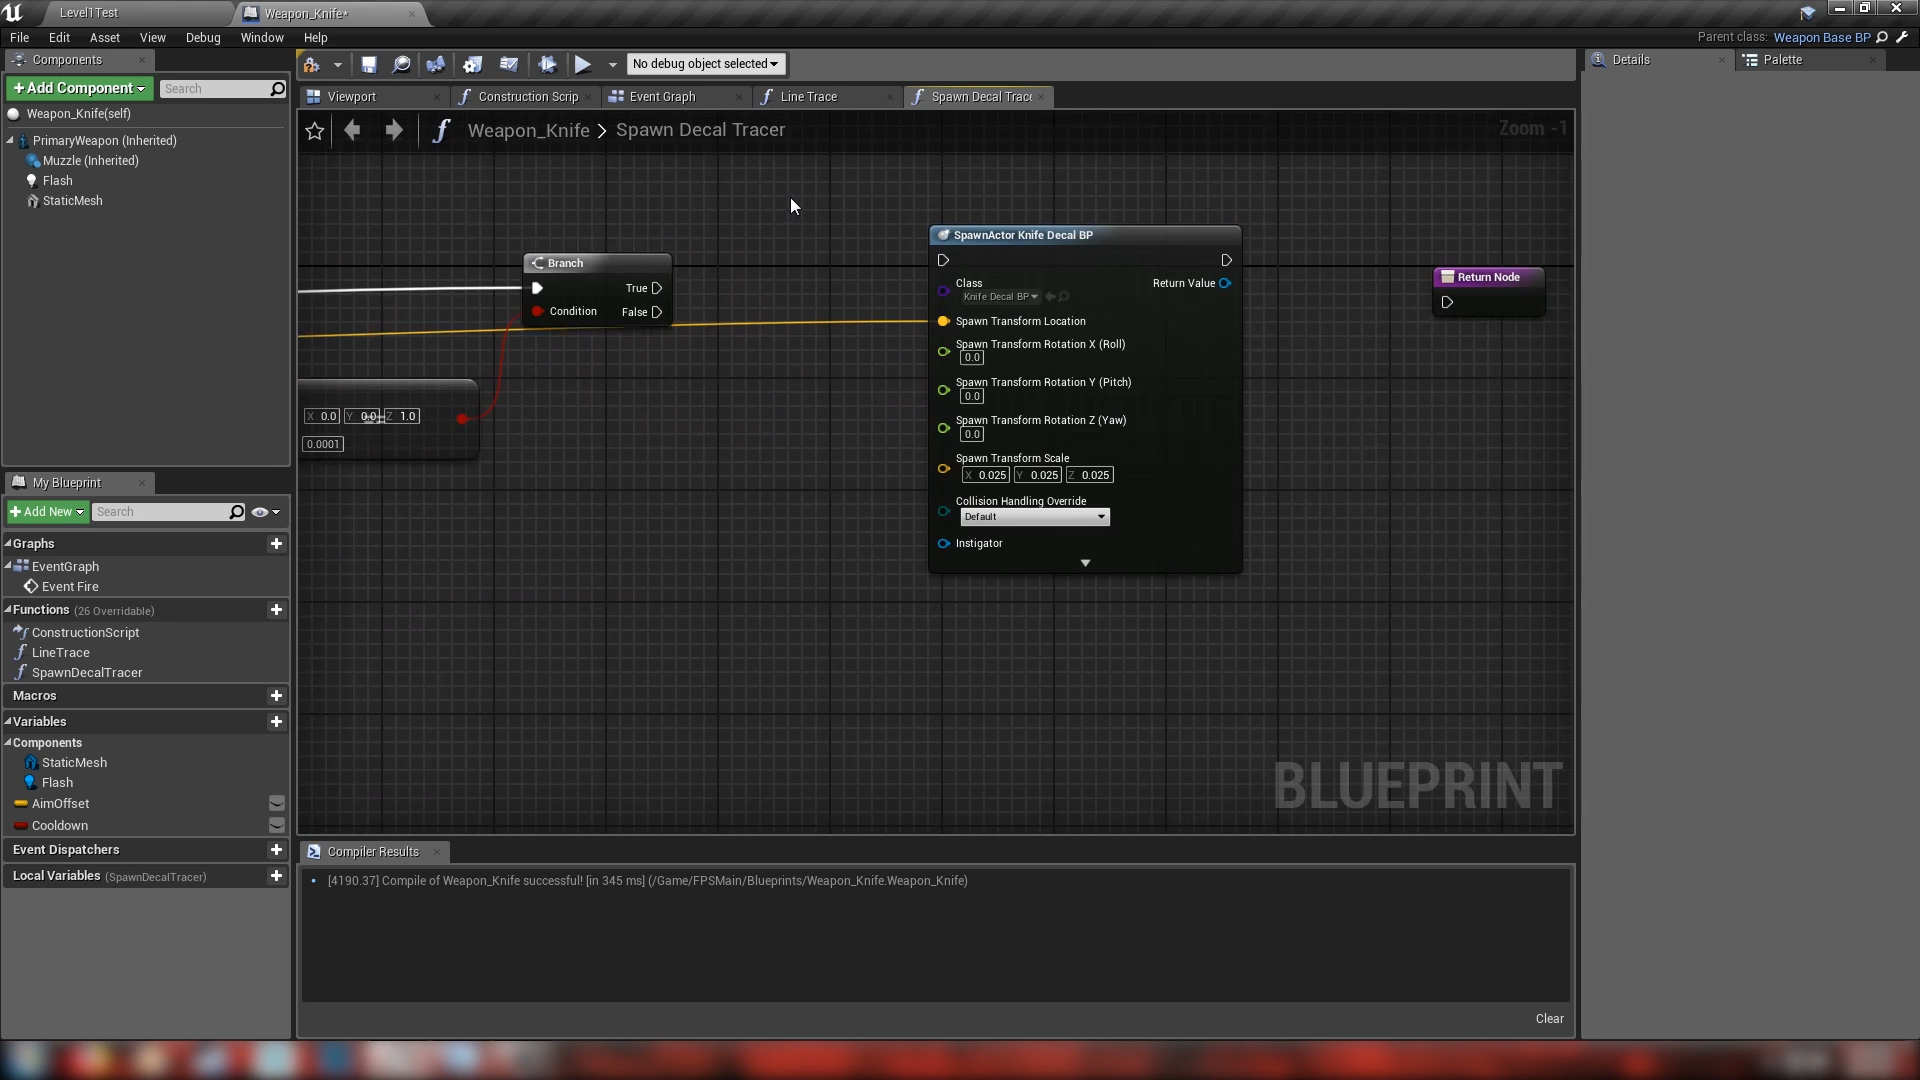 Level1Test
Weapon_Knife*
File Edit Asset View Debug Window Help
Parent class: Weapon Base BP
Components
+Add Component
Search
Weapon_Knife(self)
PrimaryWeapon (Inherited)
Muzzle (Inherited)
Flash
StaticMesh
No debug object selected
Details
Palette
Viewport
Construction Scrip
Event Graph
Line Trace
Spawn Decal Trace
Weapon_Knife > Spawn Decal Tracer
Zoom -1
Branch
True
Condition
False
X 0.0 Y 0.0 Z 1.0
==
0.0001
SpawnActor Knife Decal BP
Class
Knife Decal BP
Return Value
Spawn Transform Location
Spawn Transform Rotation X (Roll)
0.0
Spawn Transform Rotation Y (Pitch)
0.0
Spawn Transform Rotation Z (Yaw)
0.0
Spawn Transform Scale
X 0.025 Y 0.025 Z 0.025
Collision Handling Override
Default
Instigator
Return Node
BLUEPRINT
My Blueprint
+Add New
Search
Graphs
EventGraph
Event Fire
Functions (26 Overridable)
ConstructionScript
LineTrace
SpawnDecalTracer
Macros
Variables
Components
StaticMesh
Flash
AimOffset
Cooldown
Event Dispatchers
Local Variables (SpawnDecalTracer)
Compiler Results
[4190.37] Compile of Weapon_Knife successful! [in 345 ms] (/Game/FPSMain/Blueprints/Weapon_Knife.Weapon_Knife)
Clear